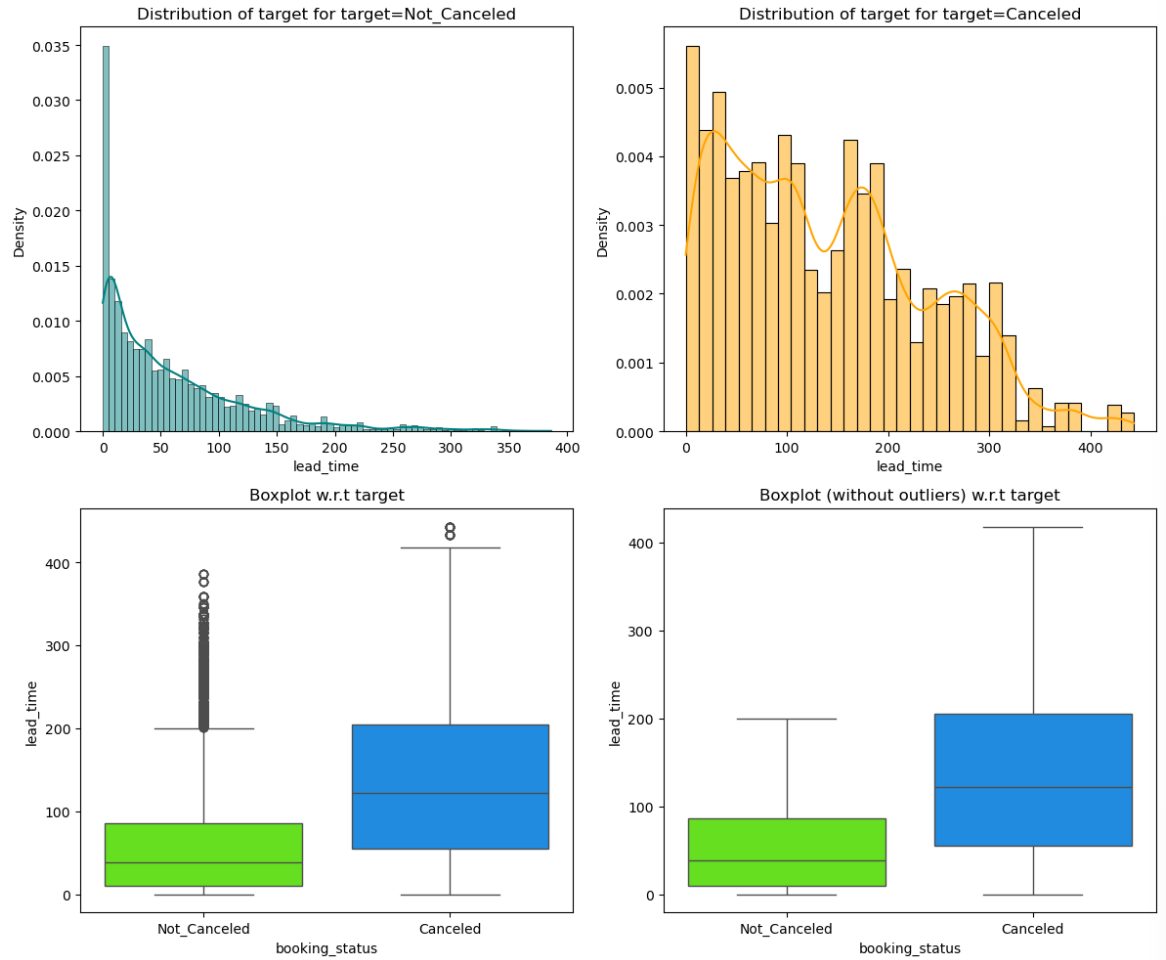 Distribution of target for target=Not_Canceled
0.035
0.030
0.025
0.020
0.015
0.010
0.005
0.000
Density
0 50 100 150 200 250 300 350 400
lead_time
Distribution of target for target=Canceled
0.005
0.004
0.003
0.002
0.001
0.000
Density
0 100 200 300 400
lead_time
Boxplot w.r.t target
400
300
200
100
0
lead_time
Not_Canceled Canceled
booking_status
Boxplot (without outliers) w.r.t target
400
300
200
100
0
lead_time
Not_Canceled Canceled
booking_status